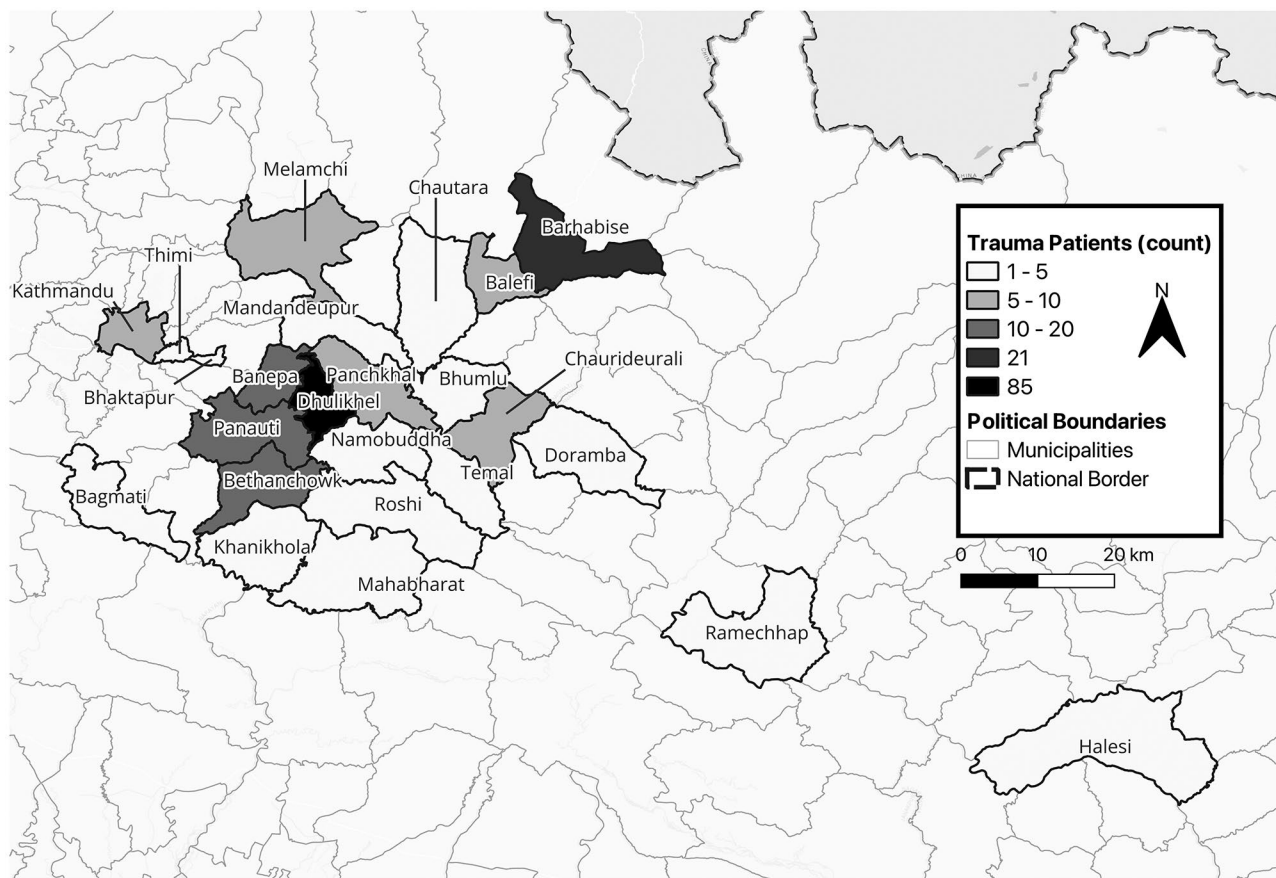 Melamchi
Chautara
Barhabise
Thimi
Balefi
Kathmandu
Mandandeupur
Chaurideurali
Banepa
Panchkhal
Bhumlu
Bhaktapur
Dhulikhel
Panauti
Namobuddha
Doramba
Bethanchowk
Temal
Bagmati
Roshi
Khanikhola
Mahabharat
Ramechhap
Halesi
CHINA
CHINA
Trauma Patients (count)
1 - 5
5 - 10
10 - 20
21
85
Political Boundaries
Municipalities
National Border
N
0 10 20 km